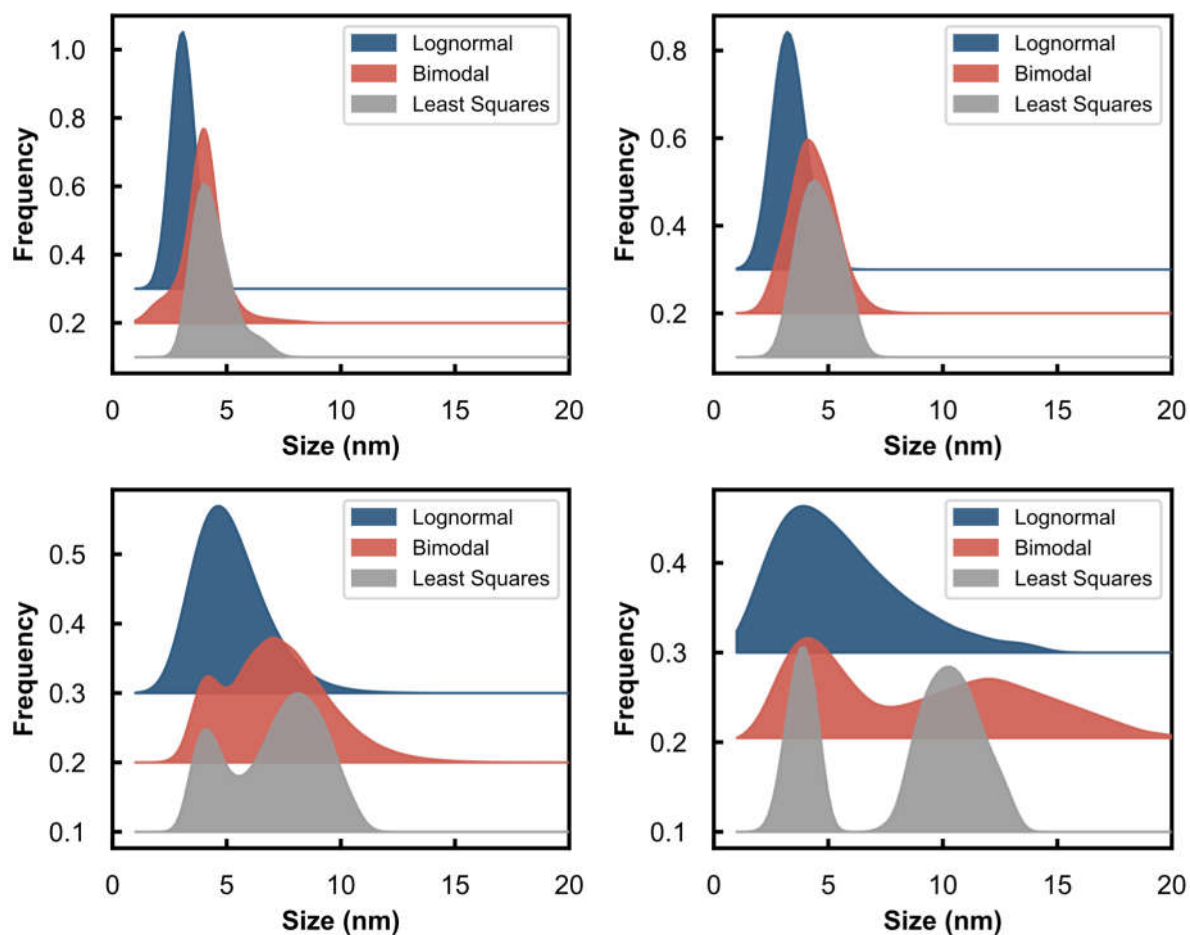 Frequency
1.0
0.8
0.6
0.4
0.2
Lognormal
Bimodal
Least Squares
0 5 10 15 20
Size (nm)
Frequency
0.8
0.6
0.4
0.2
Lognormal
Bimodal
Least Squares
0 5 10 15 20
Size (nm)
Frequency
0.5
0.4
0.3
0.2
0.1
Lognormal
Bimodal
Least Squares
0 5 10 15 20
Size (nm)
Frequency
0.4
0.3
0.2
0.1
Lognormal
Bimodal
Least Squares
0 5 10 15 20
Size (nm)